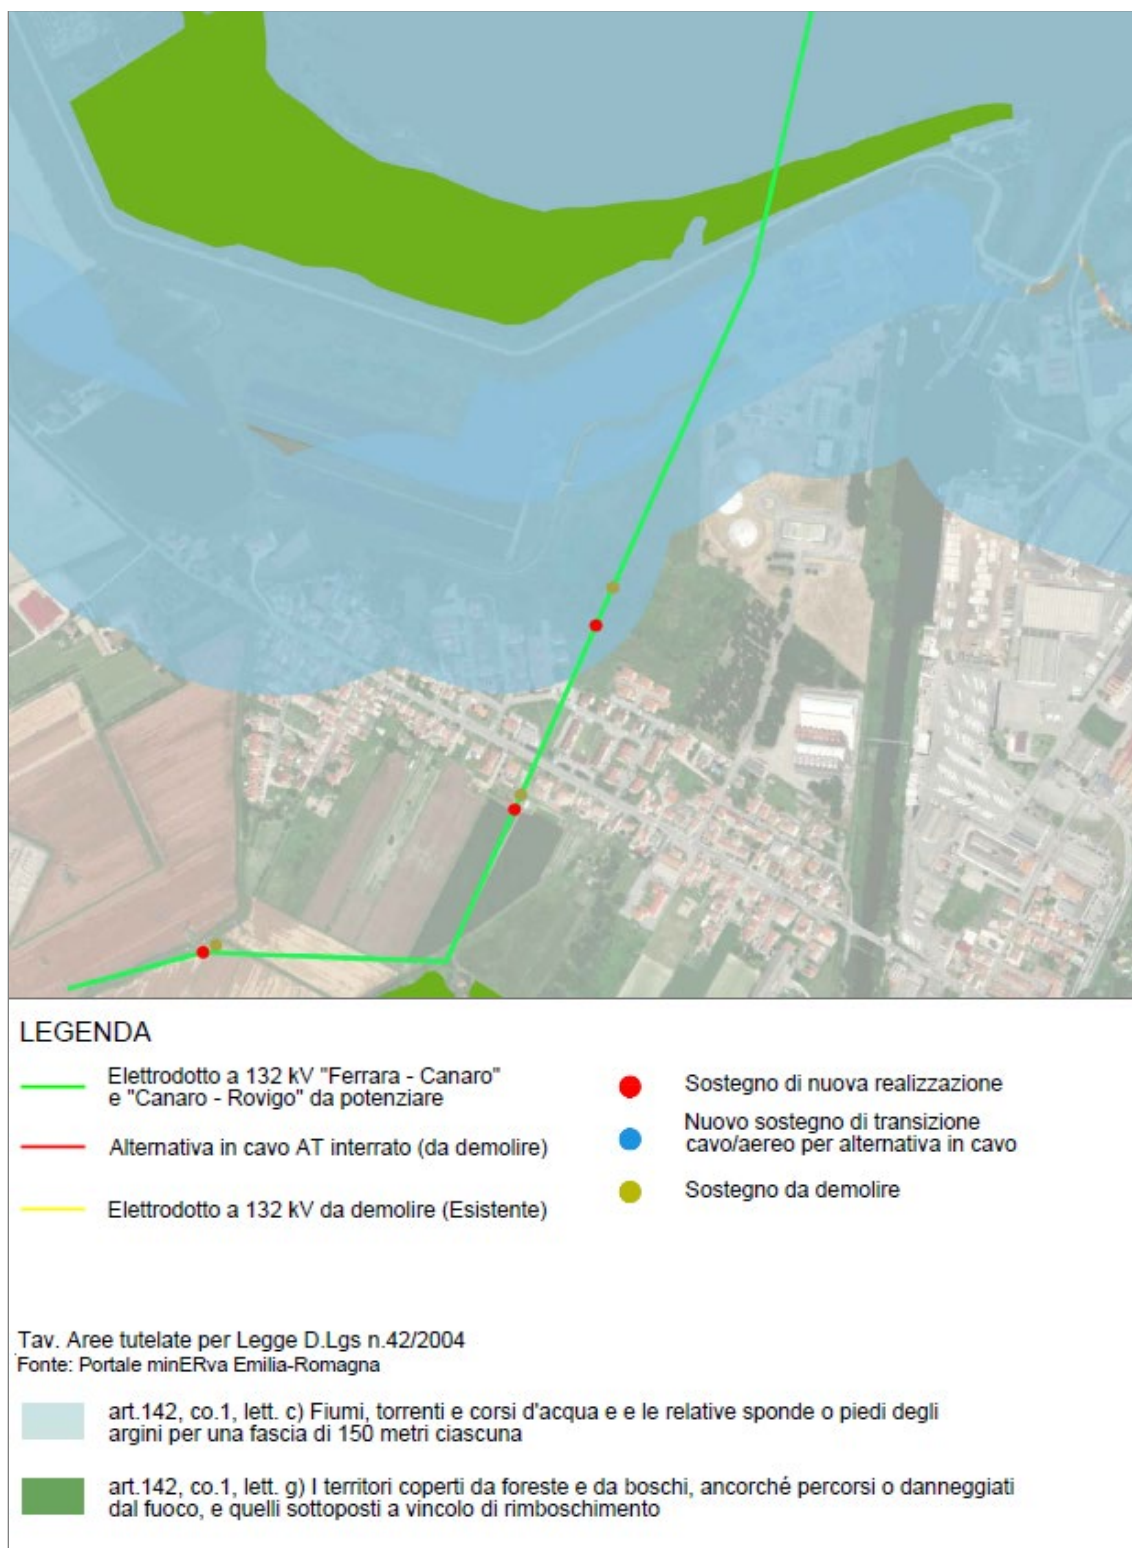 LEGENDA
Elettrodotto a 132 kV "Ferrara - Canaro"
e "Canaro - Rovigo" da potenziare
Alternativa in cavo AT interrato (da demolire)
Elettrodotto a 132 kV da demolire (Esistente)
Sostegno di nuova realizzazione
Nuovo sostegno di transizione
cavo/aereo per alternativa in cavo
Sostegno da demolire
Tav. Aree tutelate per Legge D.Lgs n.42/2004
Fonte: Portale minERva Emilia-Romagna
art.142, co.1, lett. c) Fiumi, torrenti e corsi d'acqua e e le relative sponde o piedi degli
argini per una fascia di 150 metri ciascuna
art.142, co.1, lett. g) I territori coperti da foreste e da boschi, ancorché percorsi o danneggiati
dal fuoco, e quelli sottoposti a vincolo di rimboschimento